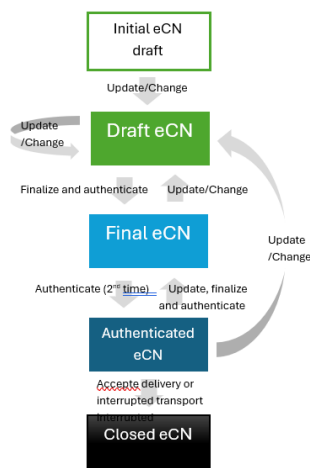 Initial eCN
draft
Update/Change
Update
/Change
Draft eCN
Finalize and authenticate
Update/Change
Final eCN
Update
/Change
Authenticate (2nd time)
Update, finalize
and authenticate
Authenticated
eCN
Accepte delivery or
interrupted transport
Interrupted
Closed eCN